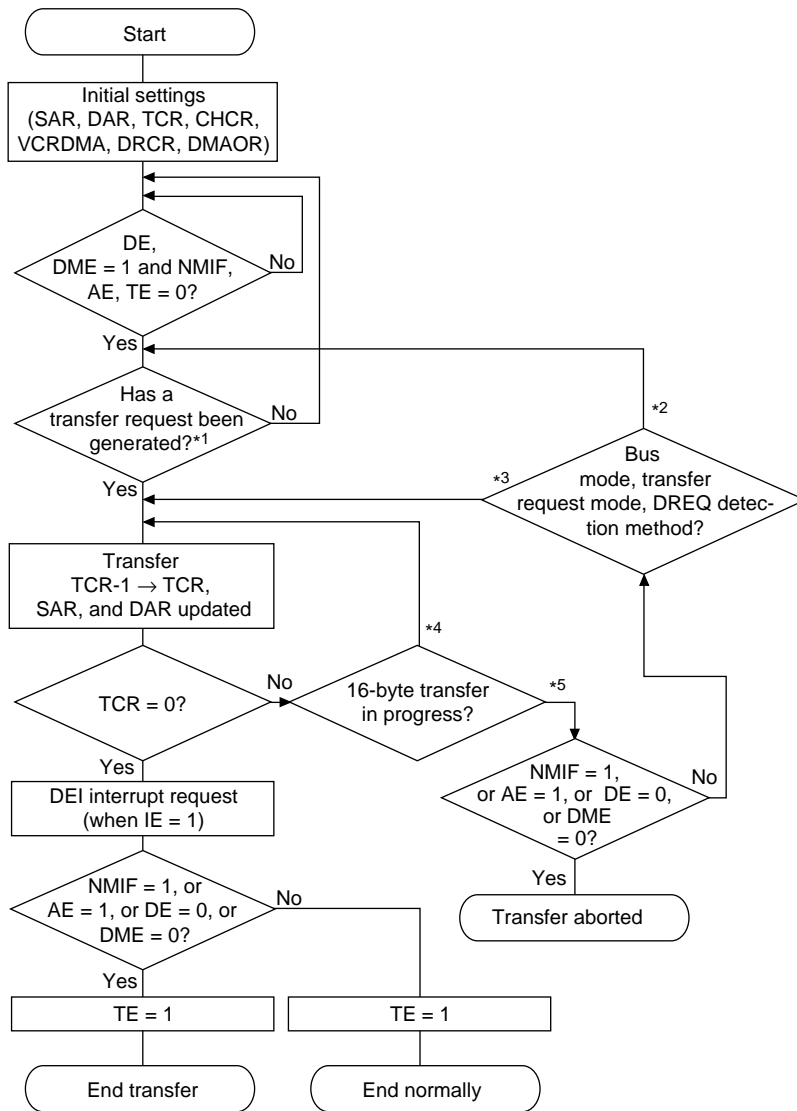 Start
Initial settings
(SAR, DAR, TCR, CHCR,
VCRDMA, DRCR, DMAOR)
DE,
DME = 1 and NMIF,
AE, TE = 0?
No
Yes
Has a
transfer request been
generated?*1
No
Yes
*2
Bus
mode, transfer
request mode, DREQ detec-
tion method?
*3
Transfer
TCR-1 → TCR,
SAR, and DAR updated
*4
TCR = 0?
No
16-byte transfer
in progress?
*5
Yes
NMIF = 1,
or AE = 1, or DE = 0,
or DME
= 0?
No
Yes
Transfer aborted
DEI interrupt request
(when IE = 1)
NMIF = 1, or
AE = 1, or DE = 0, or
DME = 0?
No
Yes
TE = 1
TE = 1
End transfer
End normally